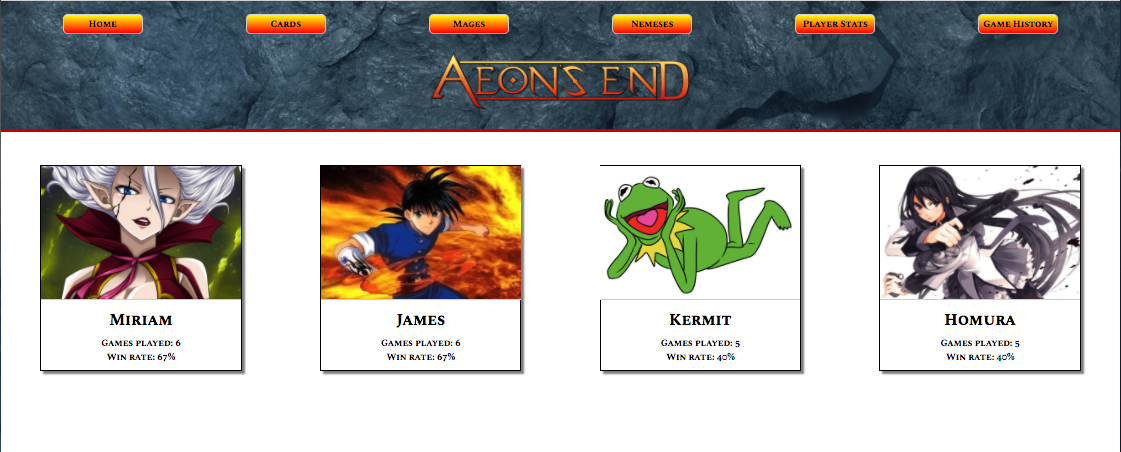 Home
Cards
Mages
Nemeses
Player Stats
Game History
AEON'S END
Miriam
Games played: 6
Win rate: 67%
James
Games played: 6
Win rate: 67%
Kermit
Games played: 5
Win rate: 40%
Homura
Games played: 5
Win rate: 40%